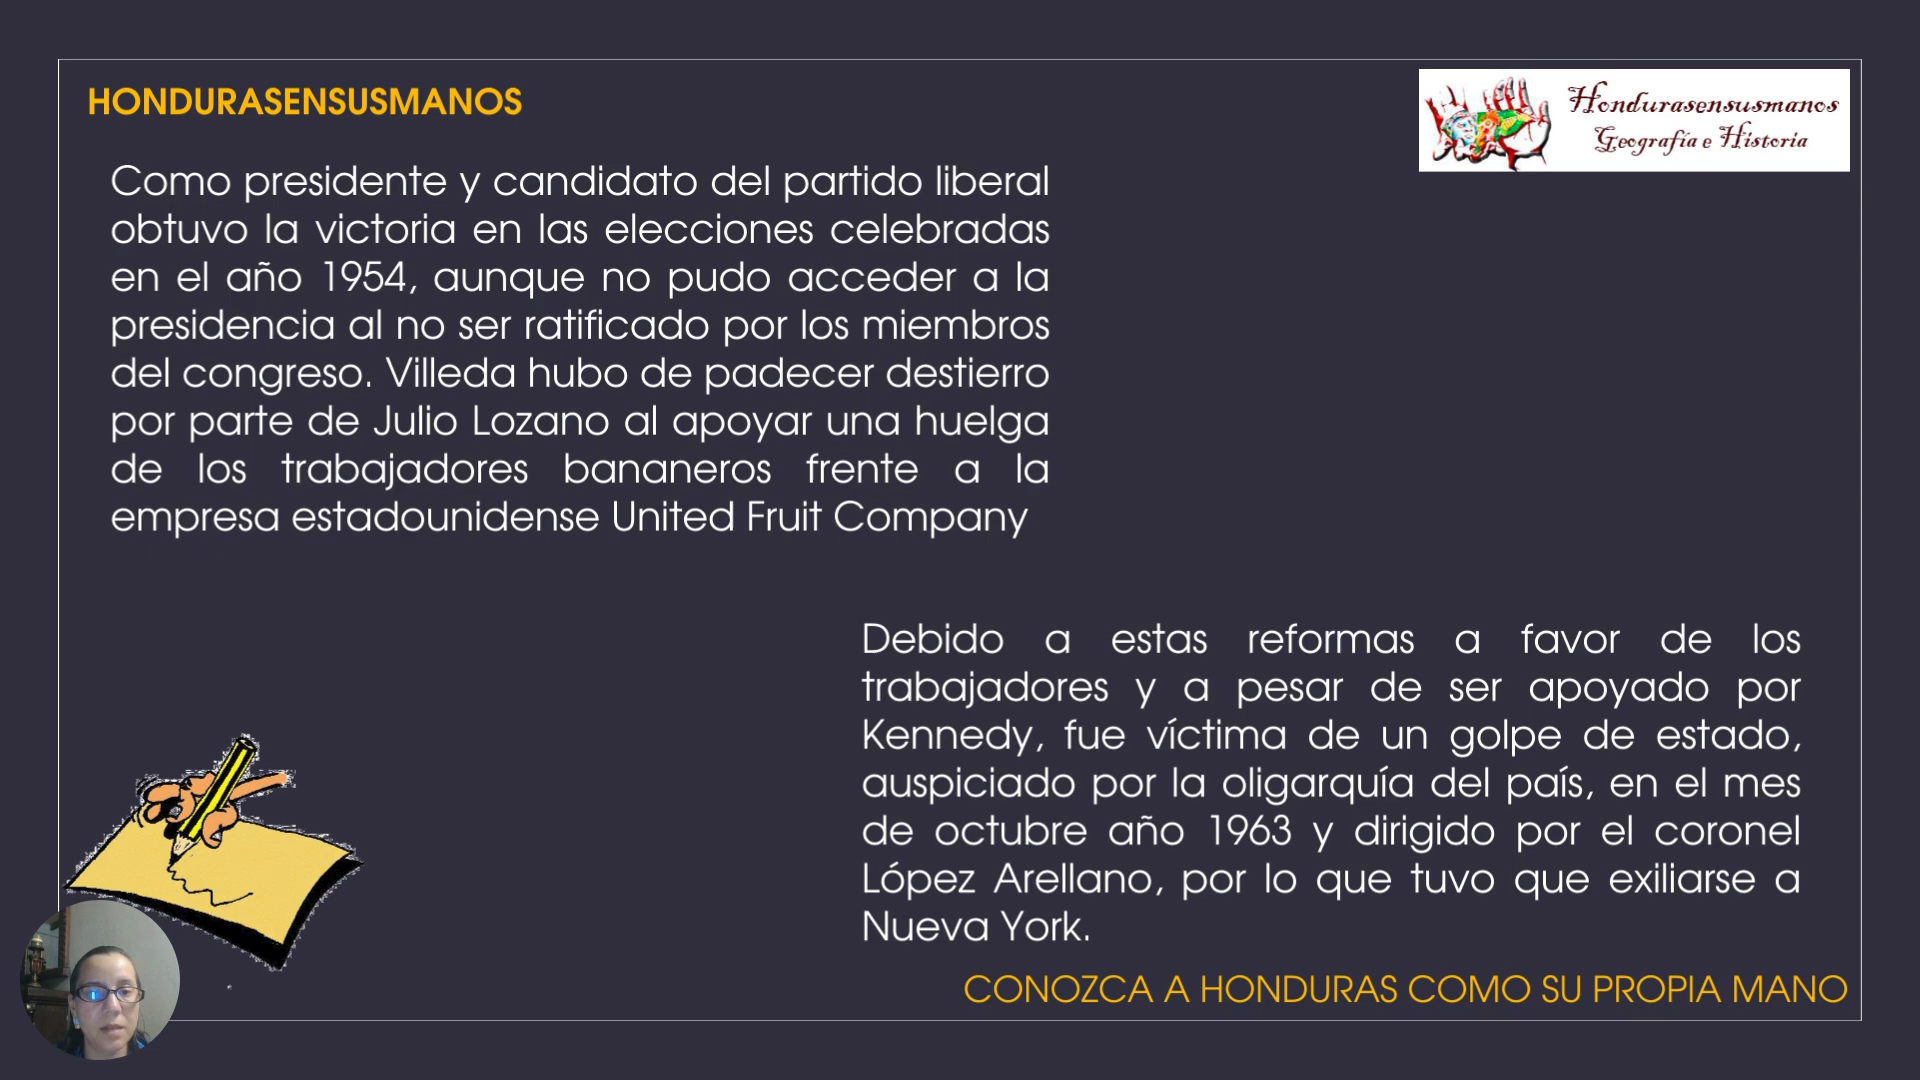 HONDURASENSUSMANOS
Hondurasensusmanos
Geografía e Historia
Como presidente y candidato del partido liberal
obtuvo la victoria en las elecciones celebradas
en el año 1954, aunque no pudo acceder a la
presidencia al no ser ratificado por los miembros
del congreso. Villeda hubo de padecer destierro
por parte de Julio Lozano al apoyar una huelga
de los trabajadores bananeros frente a la
empresa estadounidense United Fruit Company
Debido a estas reformas a favor de los
trabajadores y a pesar de ser apoyado por
Kennedy, fue víctima de un golpe de estado,
auspiciado por la oligarquía del país, en el mes
de octubre año 1963 y dirigido por el coronel
López Arellano, por lo que tuvo que exiliarse a
Nueva York.
CONOZCA A HONDURAS COMO SU PROPIA MANO